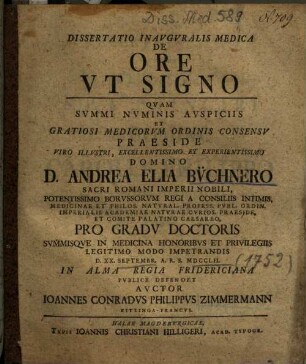 Diss. Med. 589
No 709
DISSERTATIO INAVGVRALIS MEDICA
DE
ORE
VT SIGNO
QVAM
SVMMI NVMINIS AVSPICIIS
ET
GRATIOSI MEDICORVM ORDINIS CONSENSV
PRAESIDE
VIRO ILLVSTRI, EXCELLENTISSIMO ET EXPERIENTISSIMO
DOMINO
D. ANDREA ELIA BÜCHNERO
SACRI ROMANI IMPERII NOBILI,
POTENTISSIMO BORVSSORVM REGI A CONSILIIS INTIMIS,
MEDICINAE ET PHILOS. NATVRAL. PROFESS. PVBL. ORDIN.
IMPERIALIS ACADEMIAE NATVRAE CVRIOS. PRAESIDE,
ET COMITE PALATINO CAESAREO,
PRO GRADV DOCTORIS
SVMMISQVE IN MEDICINA HONORIBVS ET PRIVILEGIIS
LEGITIMO MODO IMPETRANDIS
D. XX. SEPTEMBR. A. R. S. MDCCLII.
(1752)
IN ALMA REGIA FRIDERICIANA
PVBLICE DEFENDET
AVCTOR
IOANNES CONRADVS PHILIPPVS ZIMMERMANN
HALAE MAGDEBVRGICAE,
TYPIS IOANNIS CHRISTIANI HILLIGERI, ACAD. TYPOGR.